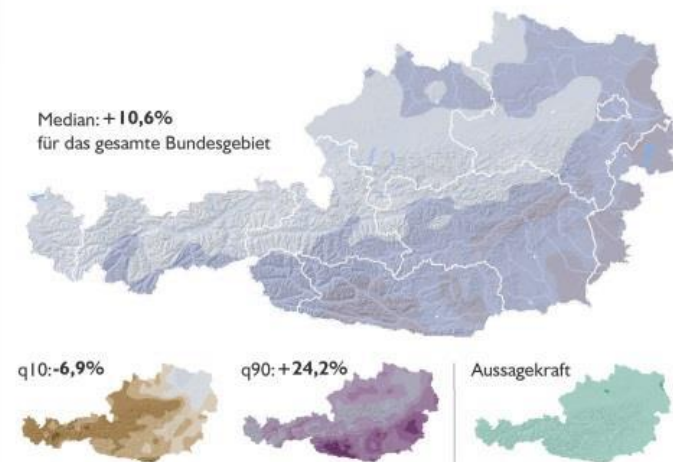 Median: +10,6%
für das gesamte Bundesgebiet
q10:-6,9%
q90: +24,2%
Aussagekraft